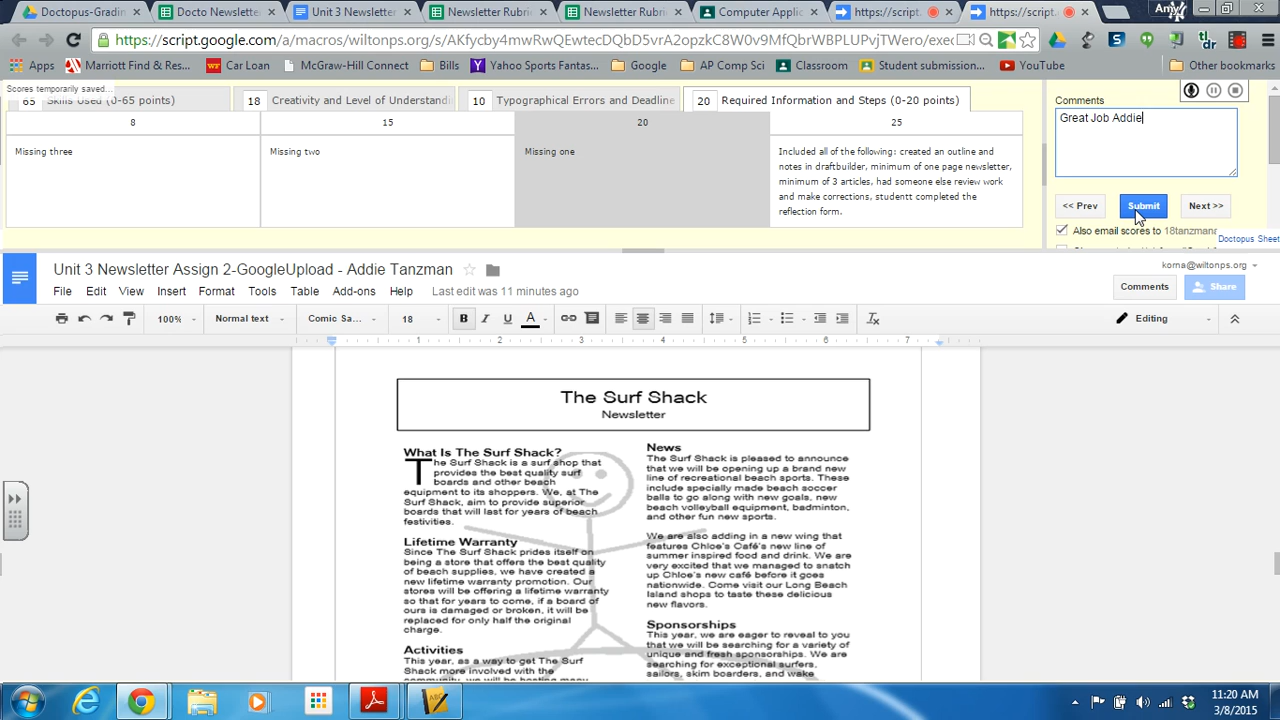 Doctopus-Grading
Docto Newslette
Unit 3 Newsletter
Newsletter Rubri
Newsletter Rubri
Computer Applic
https://script.
https://script.
Amy
https://script.google.com/a/macros/wiltonps.org/s/AKfycby4mwRwQEwtecDQbD5vrA2opzkC8W0v9MfQbrWBPLUPvjTWero/exec
Apps
Marriott Find & Res...
Car Loan
McGraw-Hill Connect
Bills
Yahoo Sports Fantas...
Google
AP Comp Sci
Classroom
Student submission...
YouTube
Other bookmarks
Scores temporarily saved...
65 Skills Used (0-65 points)
18 Creativity and Level of Understandi
10 Typographical Errors and Deadline
20 Required Information and Steps (0-20 points)
8
15
20
25
Missing three
Missing two
Missing one
Included all of the following: created an outline and
notes in draftbuilder, minimum of one page newsletter,
minimum of 3 articles, had someone else review work
and make corrections, studentt completed the
reflection form.
Comments
Great Job Addie
<< Prev
Submit
Next >>
Also email scores to 18tanzmana
Doctopus Sheet
Unit 3 Newsletter Assign 2-GoogleUpload - Addie Tanzman
korna@wiltonps.org
File Edit View Insert Format Tools Table Add-ons Help
Last edit was 11 minutes ago
Comments
Share
100%
Normal text
Comic Sa...
18
B I U A
Editing
1 2 3 4 5 6 7
The Surf Shack
Newsletter
What Is The Surf Shack?
The Surf Shack is a surf shop that
provides the best quality surf
boards and other beach
equipment to its shoppers. We, at The
Surf Shack, aim to provide superior
boards that will last for years of beach
festivities.
Lifetime Warranty
Since The Surf Shack prides itself on
being a store that offers the best quality
of beach supplies, we have created a
new lifetime warranty promotion. Our
stores will be offering a lifetime warranty
so that for years to come, if a board of
ours is damaged or broken, it will be
replaced for only half the original
charge.
Activities
This year, as a way to get The Surf
Shack more involved with the
community, we will be hosting many
News
The Surf Shack is pleased to announce
that we will be opening up a brand new
line of recreational beach sports. These
include specially made beach soccer
balls to go along with new goals, new
beach volleyball equipment, badminton,
and other fun new sports.
We are also adding in a new wing that
features Chloe's Café's new line of
summer inspired food and drink. We are
very excited that we managed to snatch
up Chloe's new café before it goes
nationwide. Come visit our Long Beach
Island shops to taste these delicious
new flavors.
Sponsorships
This year, we are eager to reveal to you
that we will be searching for a variety of
unique and fresh sponsorships. We are
searching for exceptional surfers,
sailors, skim boarders, and wake
11:20 AM
3/8/2015